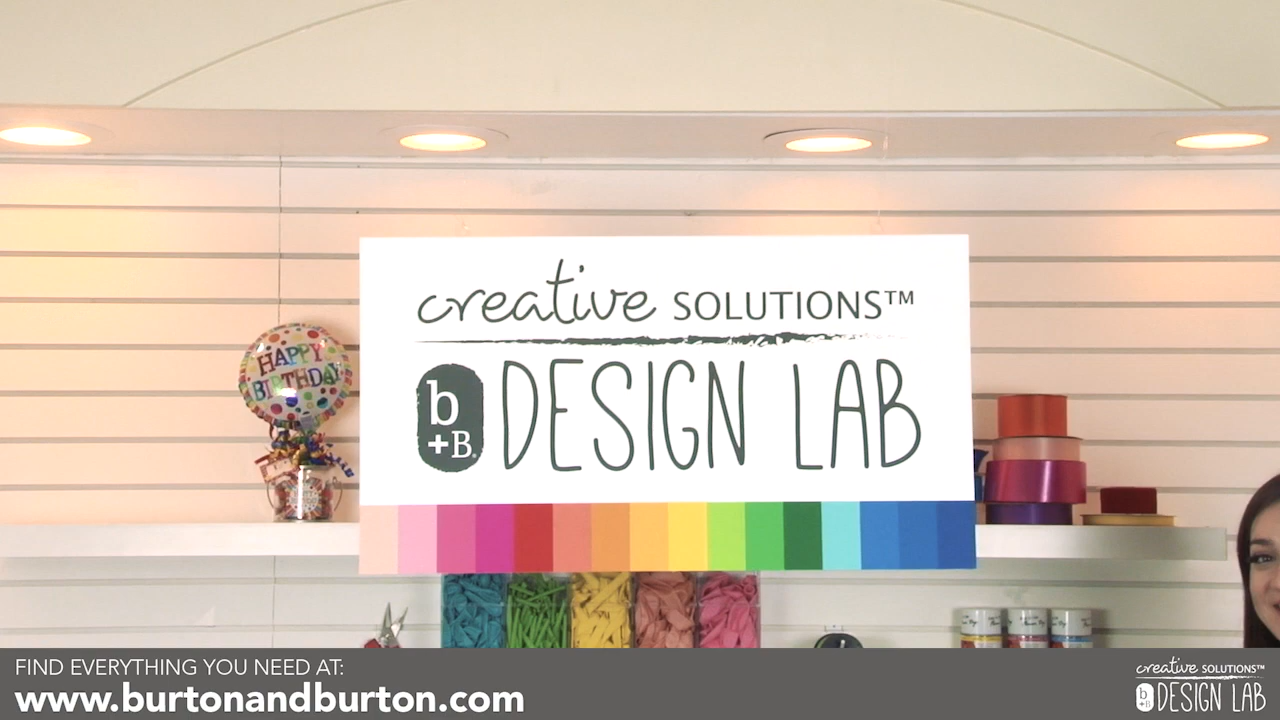 creative SOLUTIONS™
b
+B®
DESIGN LAB
HAPPY
BIRTHDAY
FIND EVERYTHING YOU NEED AT:
www.burtonandburton.com
creative SOLUTIONS™
b
+B
DESIGN LAB